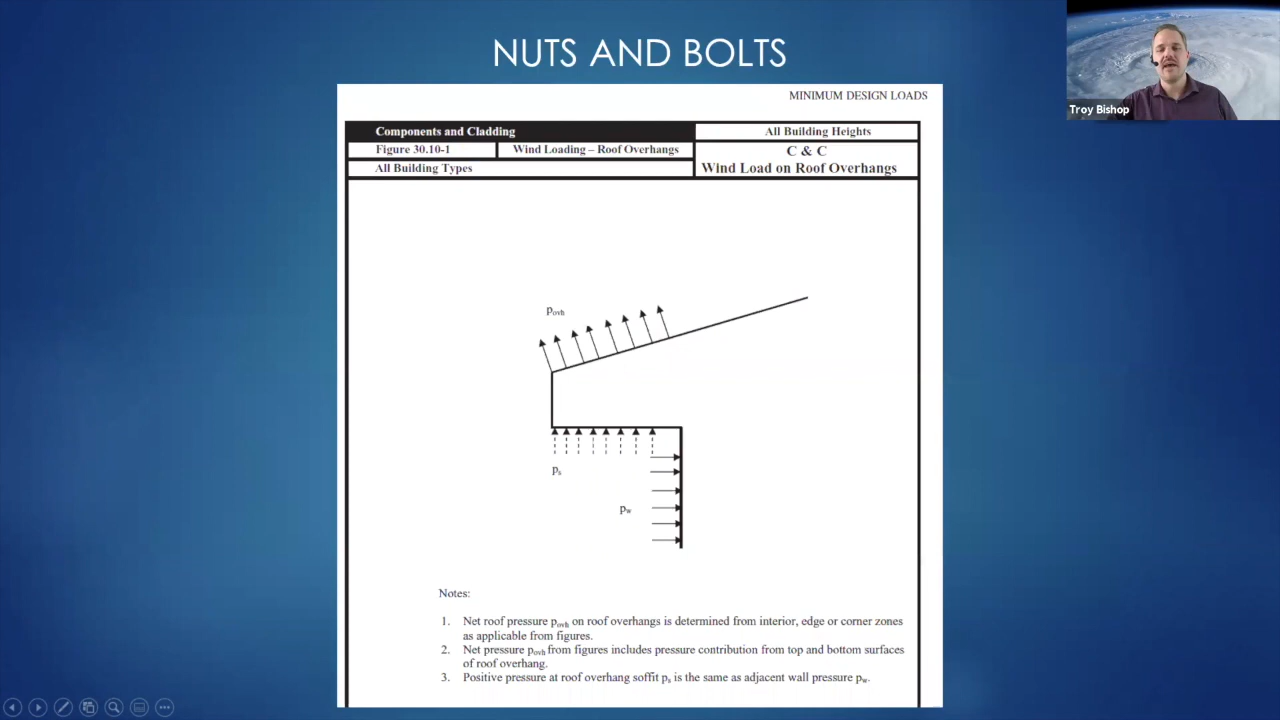 NUTS AND BOLTS
Troy Bishop
MINIMUM DESIGN LOADS
Components and Cladding
All Building Heights
Figure 30.10-1
Wind Loading – Roof Overhangs
C & C
All Building Types
Wind Load on Roof Overhangs
povh
ps
pw
Notes:
1. Net roof pressure povh on roof overhangs is determined from interior, edge or corner zones
as applicable from figures.
2. Net pressure povh from figures includes pressure contribution from top and bottom surfaces
of roof overhang.
3. Positive pressure at roof overhang soffit ps is the same as adjacent wall pressure pw.